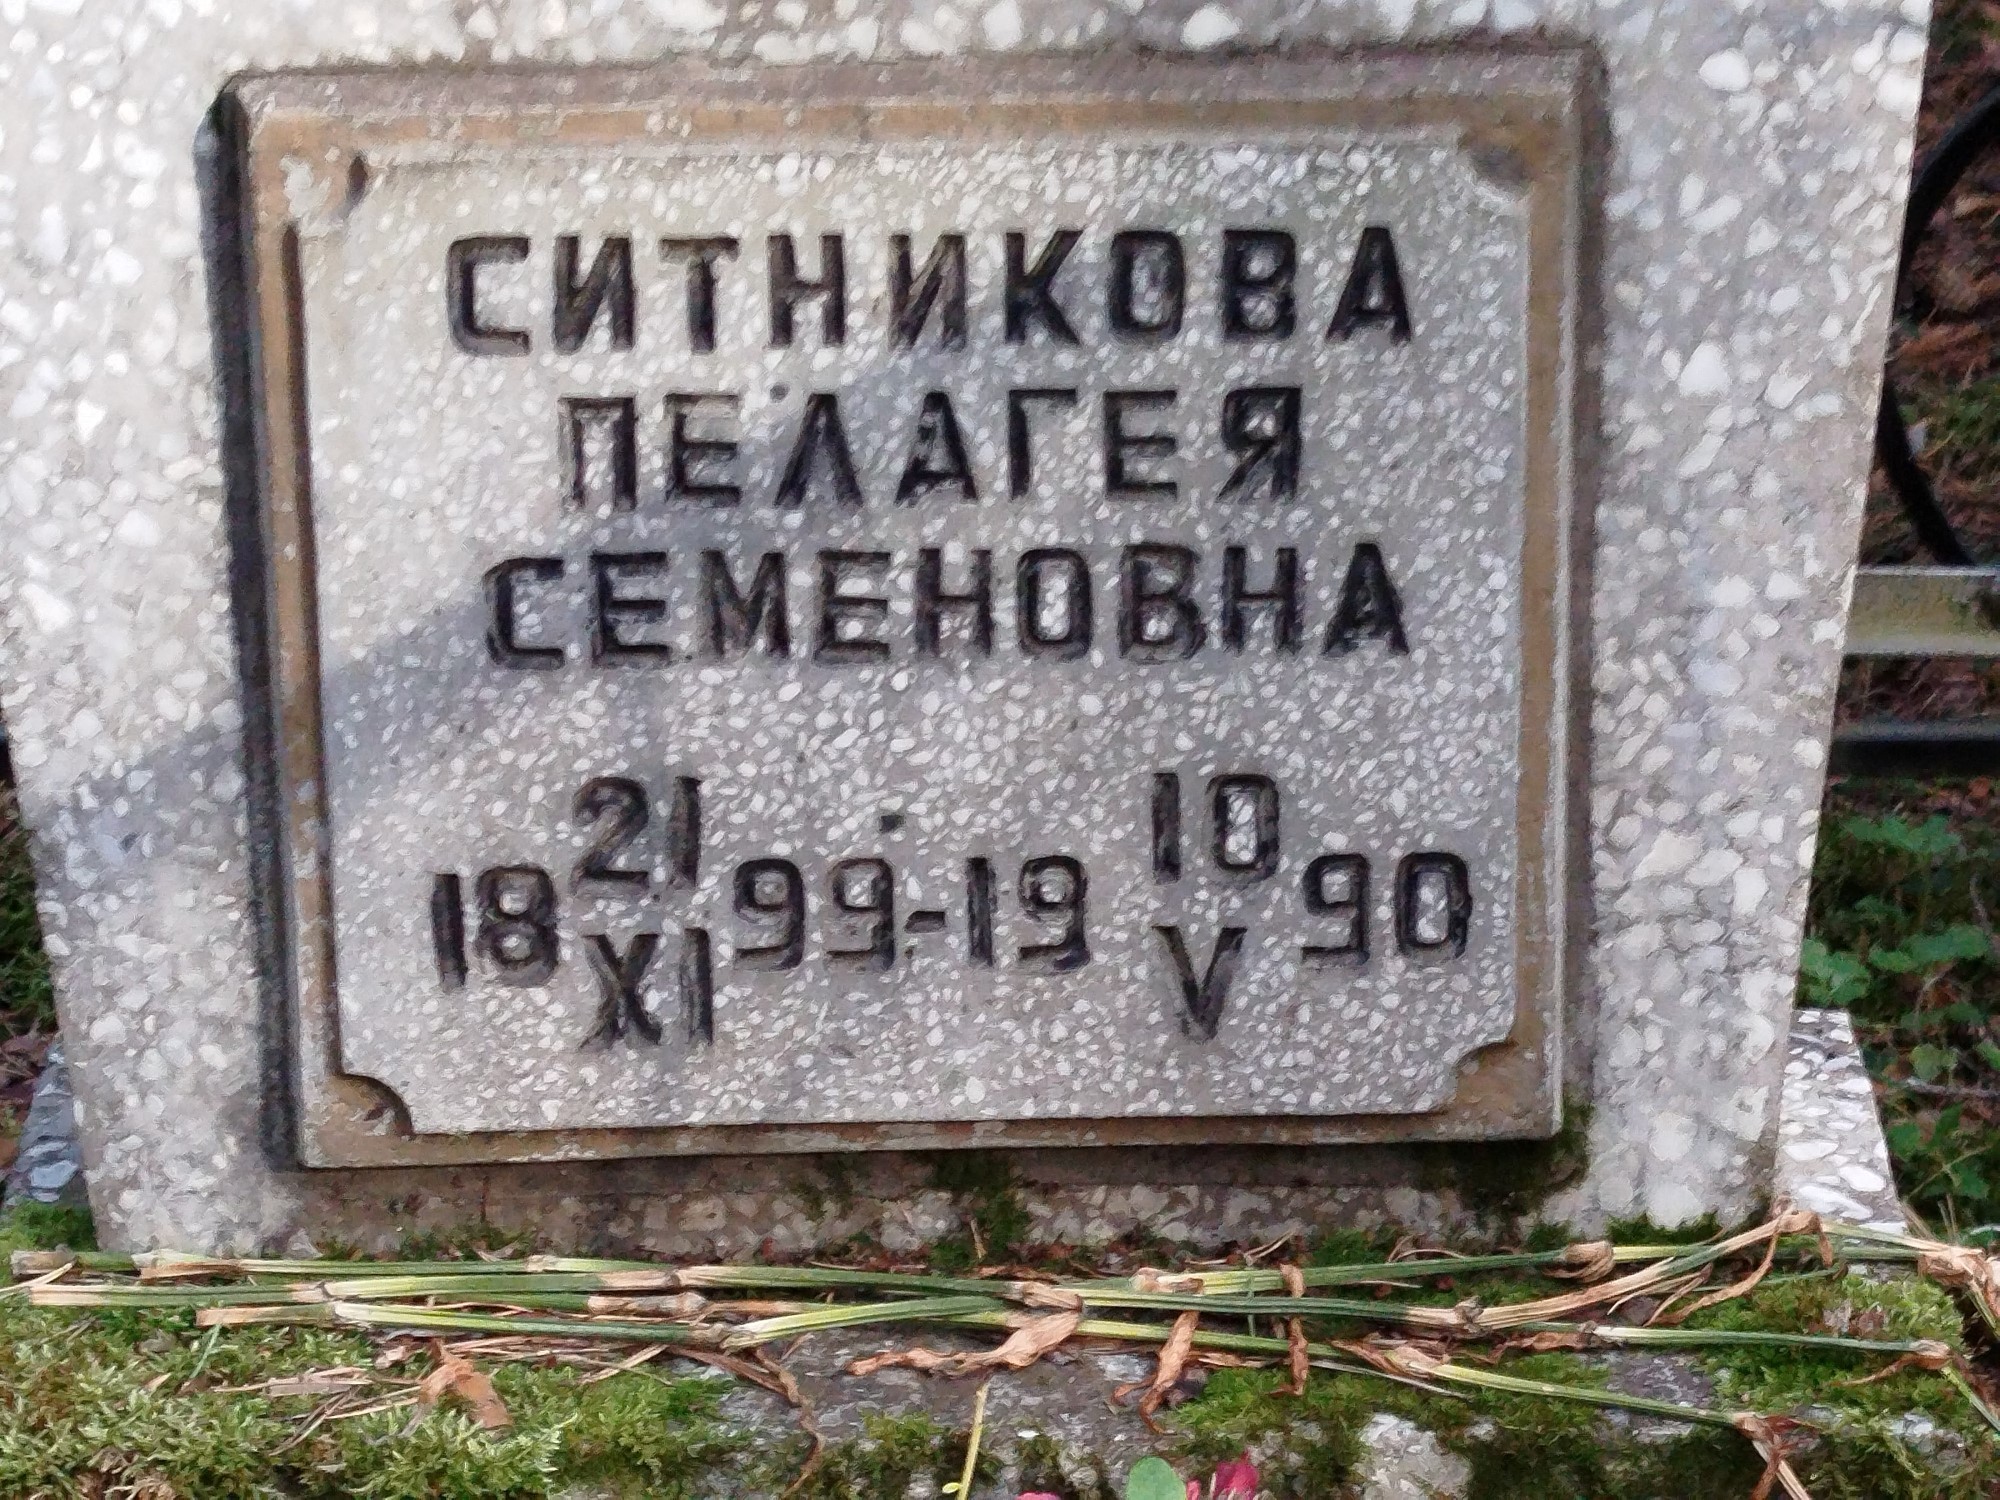 СИТНИКОВА
ПЕЛАГЕЯ
СЕМЕНОВНА
18 21/XI 99-19 10/V 90